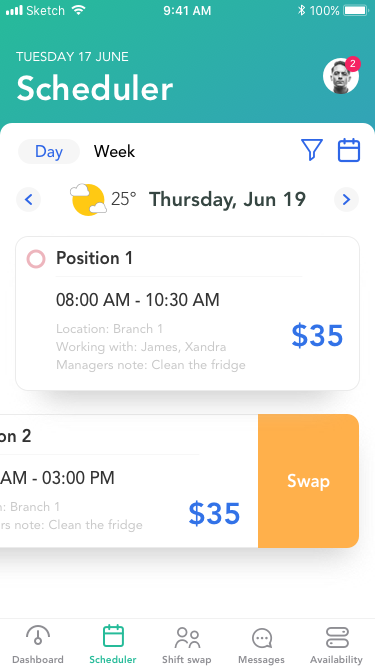 Sketch
9:41 AM
100%
TUESDAY 17 JUNE
Scheduler
2
Day
Week
25°
Thursday, Jun 19
Position 1
08:00 AM - 10:30 AM
Location: Branch 1
Working with: James, Xandra
Managers note: Clean the fridge
$35
on 2
AM - 03:00 PM
n: Branch 1
rs note: Clean the fridge
$35
Swap
Dashboard
Scheduler
Shift swap
Messages
Availability